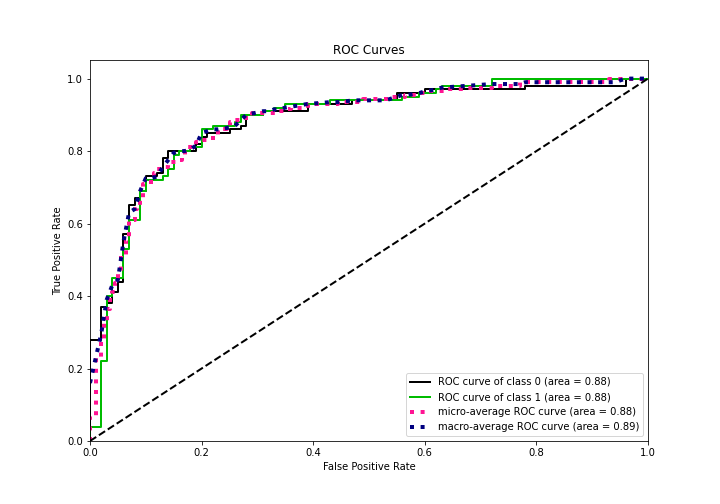 ROC Curves
1.0
0.8
0.6
0.4
0.2
0.0
True Positive Rate
ROC curve of class 0 (area = 0.88)
ROC curve of class 1 (area = 0.88)
micro-average ROC curve (area = 0.88)
macro-average ROC curve (area = 0.89)
0.0 0.2 0.4 0.6 0.8 1.0
False Positive Rate